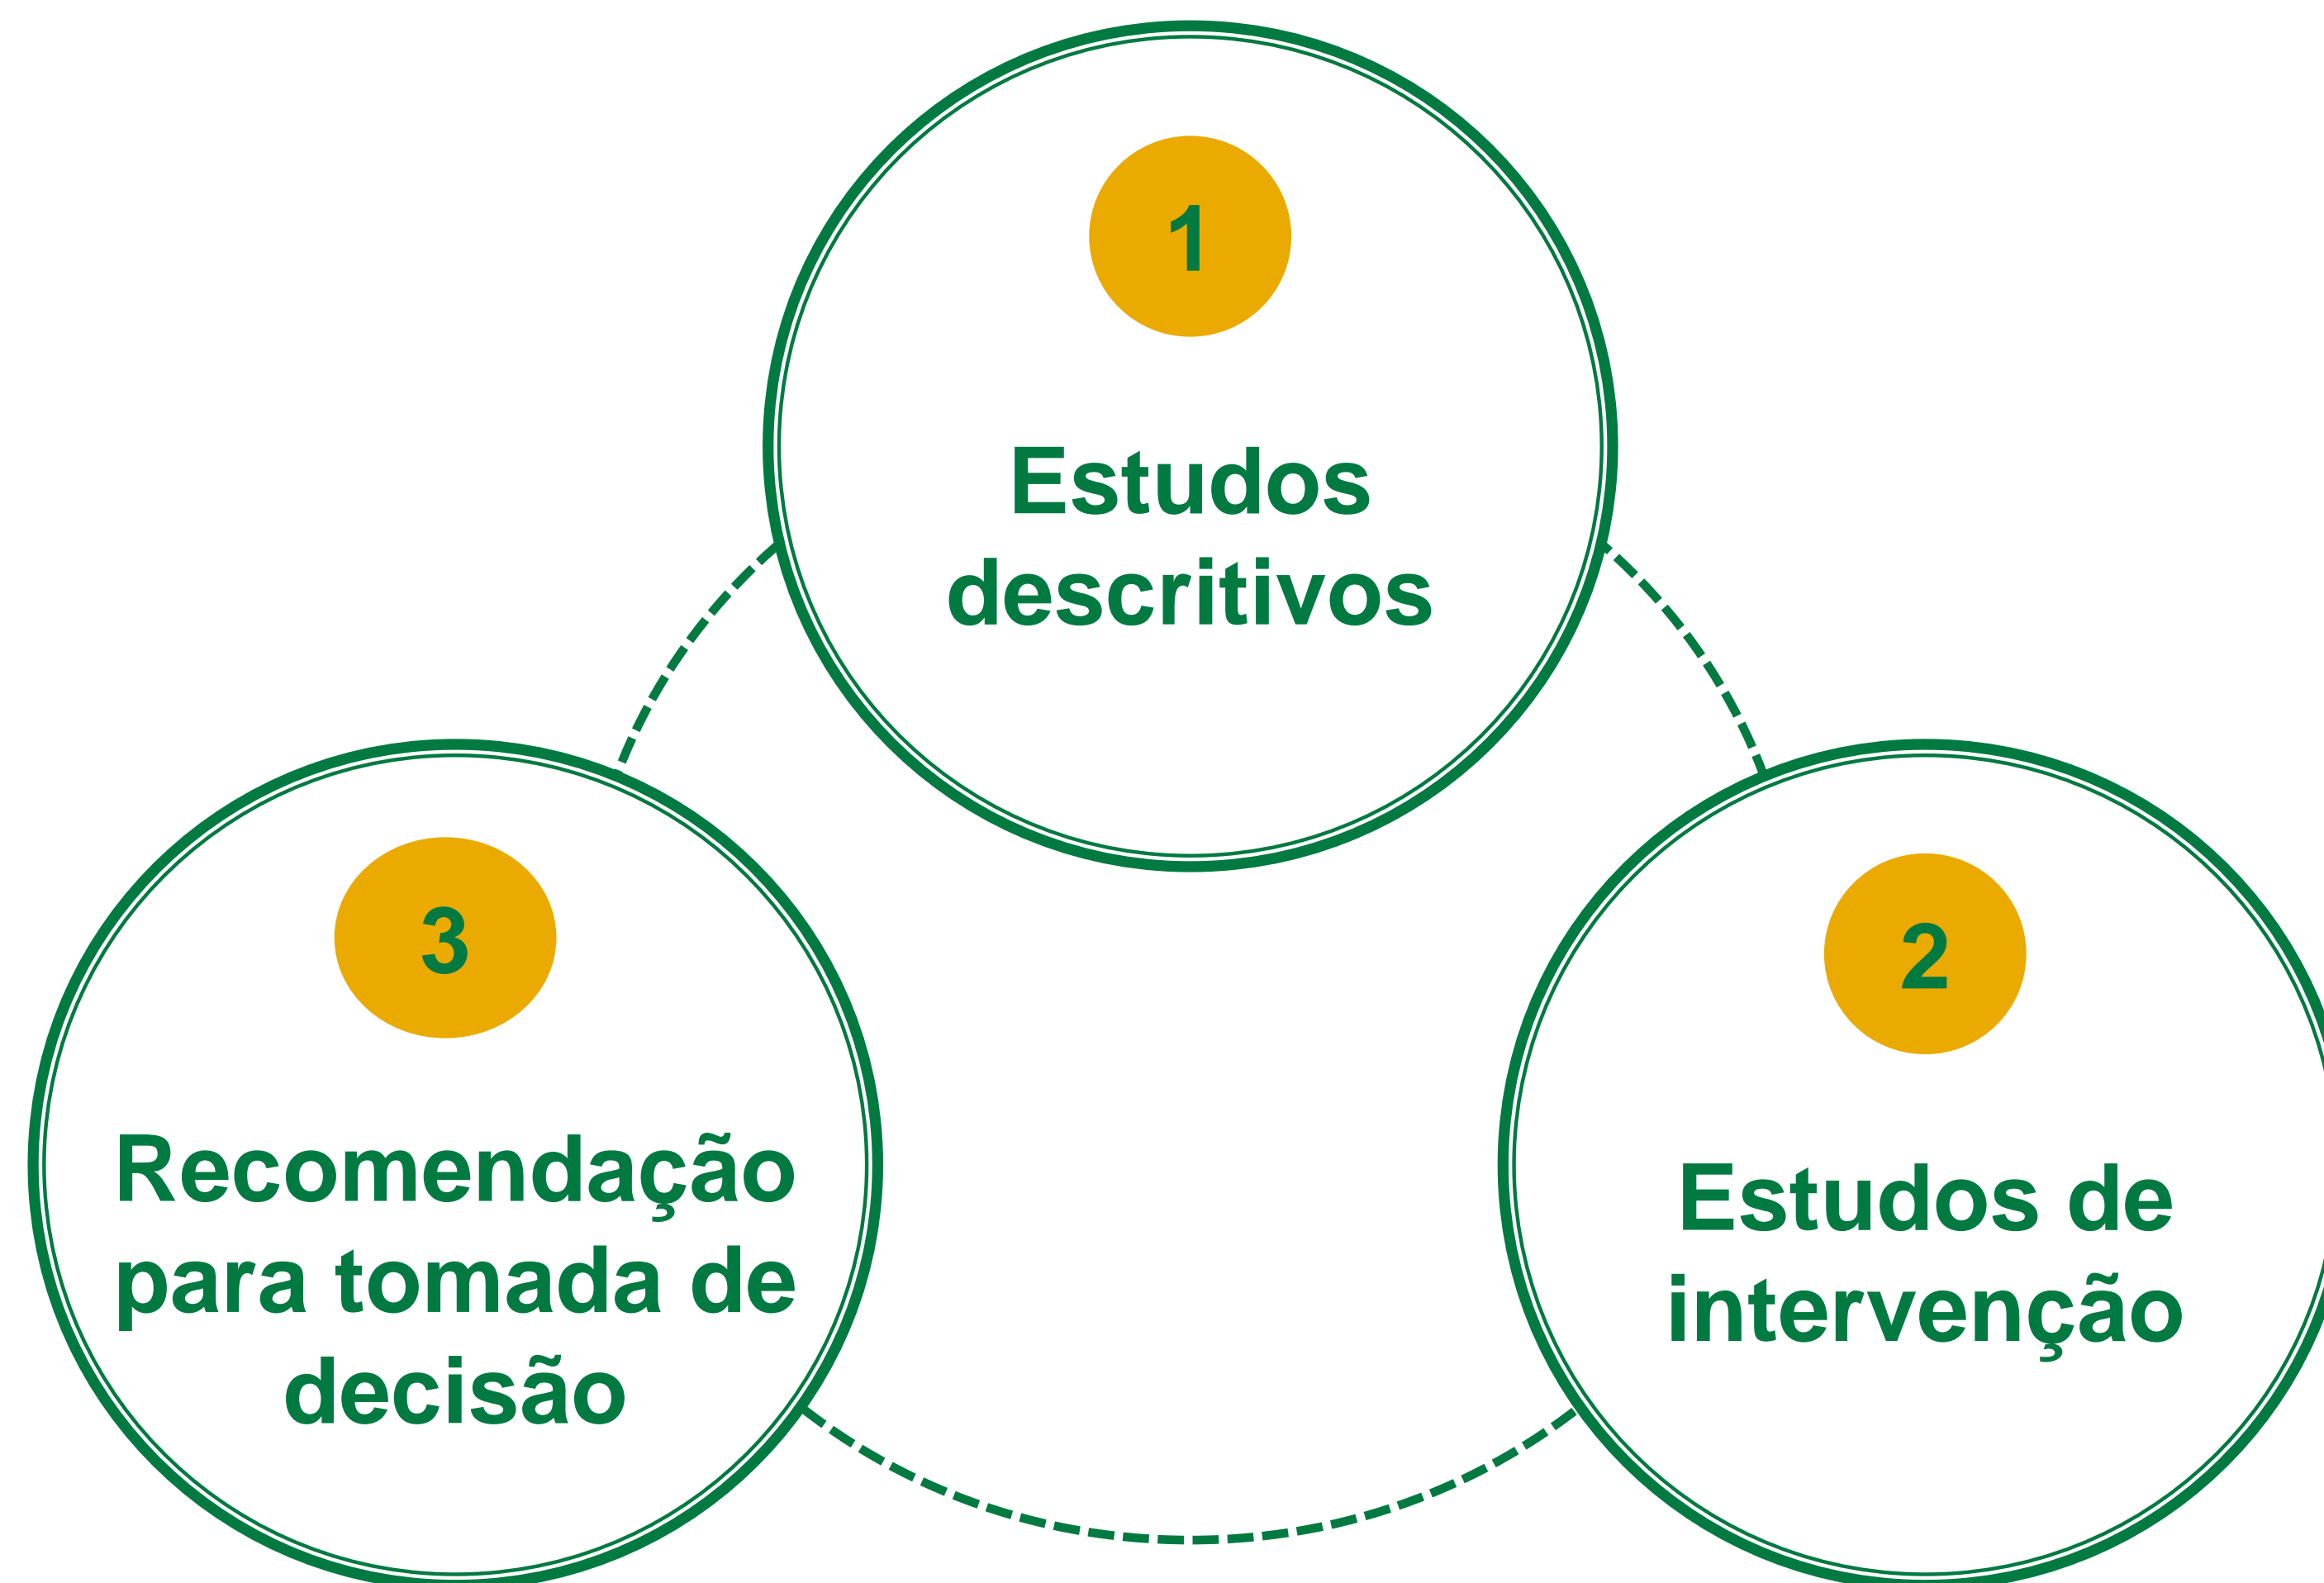 1
Estudos
descritivos
2
Estudos de
intervenção
3
Recomendação
para tomada de
decisão